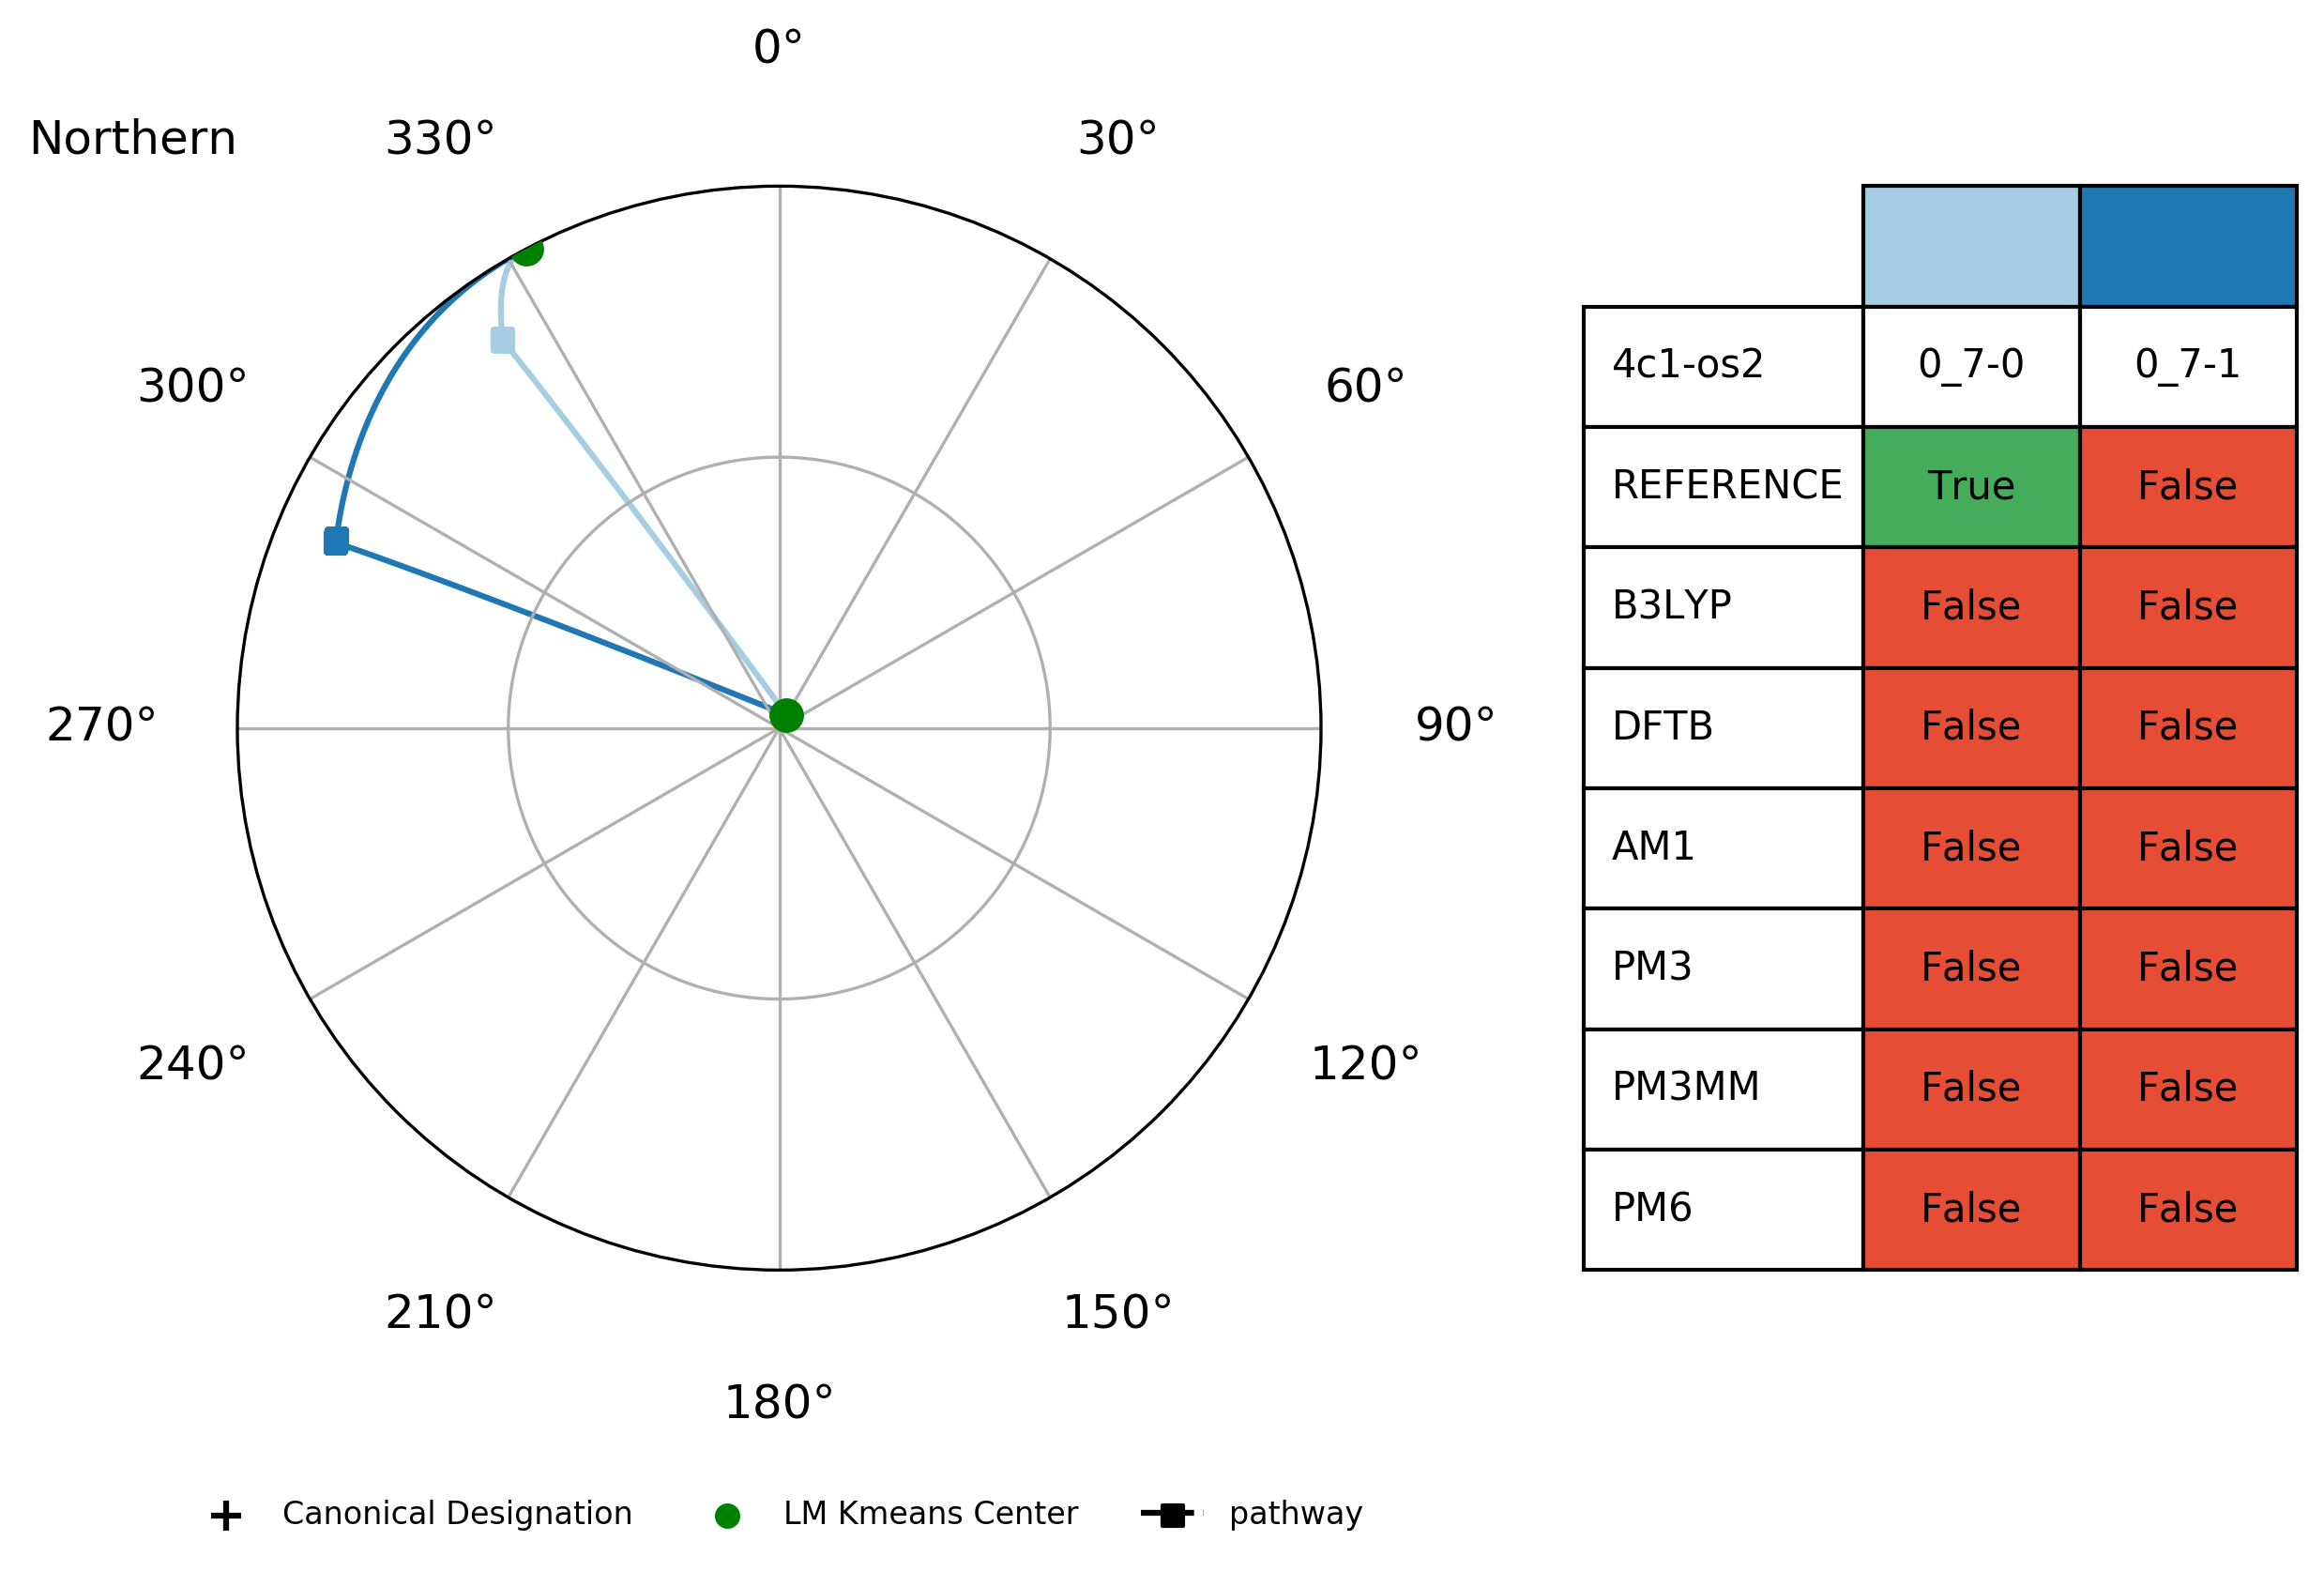 0°
Northern
330°
30°
300°
60°
270°
90°
240°
120°
210°
150°
180°
4c1-os2 0_7-0 0_7-1
REFERENCE True False
B3LYP False False
DFTB False False
AM1 False False
PM3 False False
PM3MM False False
PM6 False False
Canonical Designation LM Kmeans Center pathway